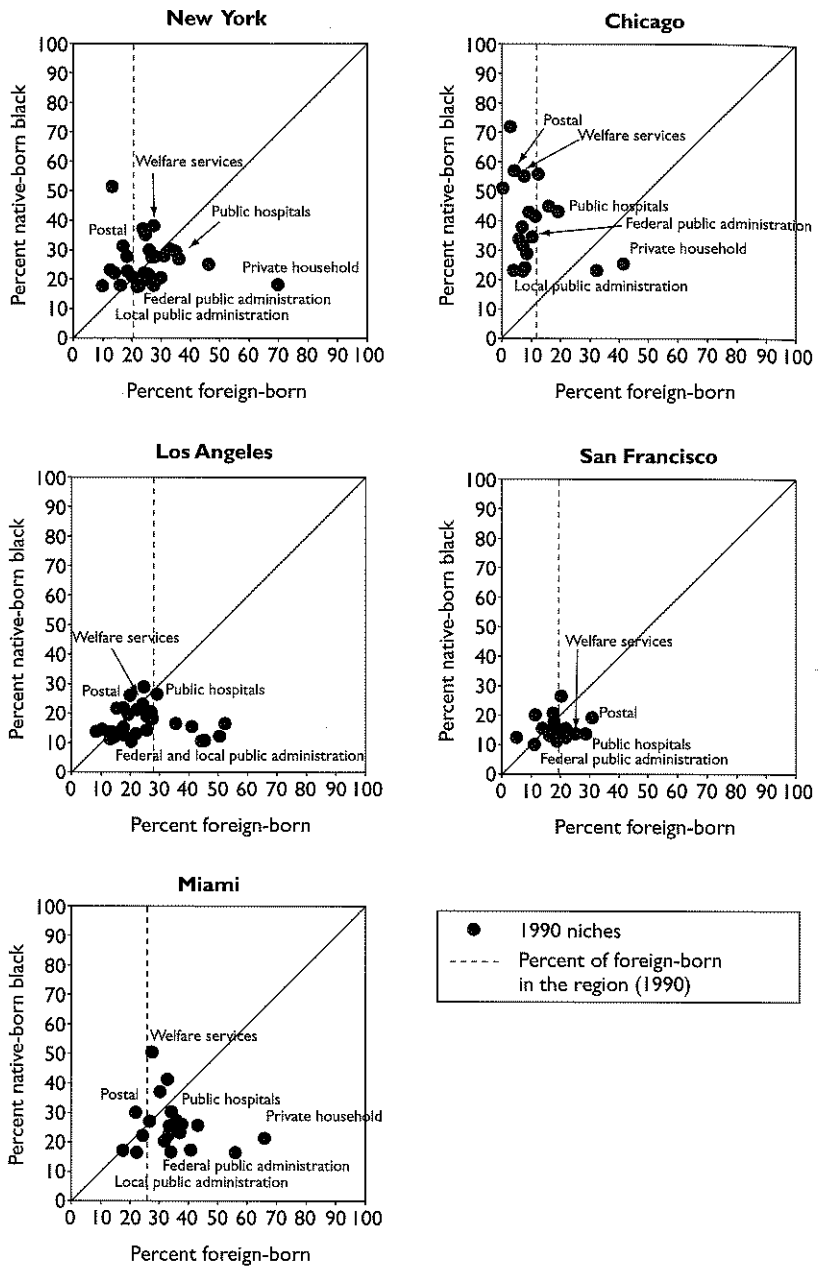 New York
Percent native-born black
100
90
80
70
60
50
40
30
20
10
0
Welfare services
Postal
Public hospitals
Private household
Federal public administration
Local public administration
0 10 20 30 40 50 60 70 80 90 100
Percent foreign-born
Chicago
Percent native-born black
100
90
80
70
60
50
40
30
20
10
0
Postal
Welfare services
Public hospitals
Federal public administration
Private household
Local public administration
0 10 20 30 40 50 60 70 80 90 100
Percent foreign-born
Los Angeles
Percent native-born black
100
90
80
70
60
50
40
30
20
10
0
Welfare services
Postal
Public hospitals
Federal and local public administration
0 10 20 30 40 50 60 70 80 90 100
Percent foreign-born
San Francisco
Percent native-born black
100
90
80
70
60
50
40
30
20
10
0
Welfare services
Postal
Public hospitals
Federal public administration
0 10 20 30 40 50 60 70 80 90 100
Percent foreign-born
Miami
Percent native-born black
100
90
80
70
60
50
40
30
20
10
0
Welfare services
Postal
Public hospitals
Private household
Federal public administration
Local public administration
0 10 20 30 40 50 60 70 80 90 100
Percent foreign-born
1990 niches
Percent of foreign-born
in the region (1990)